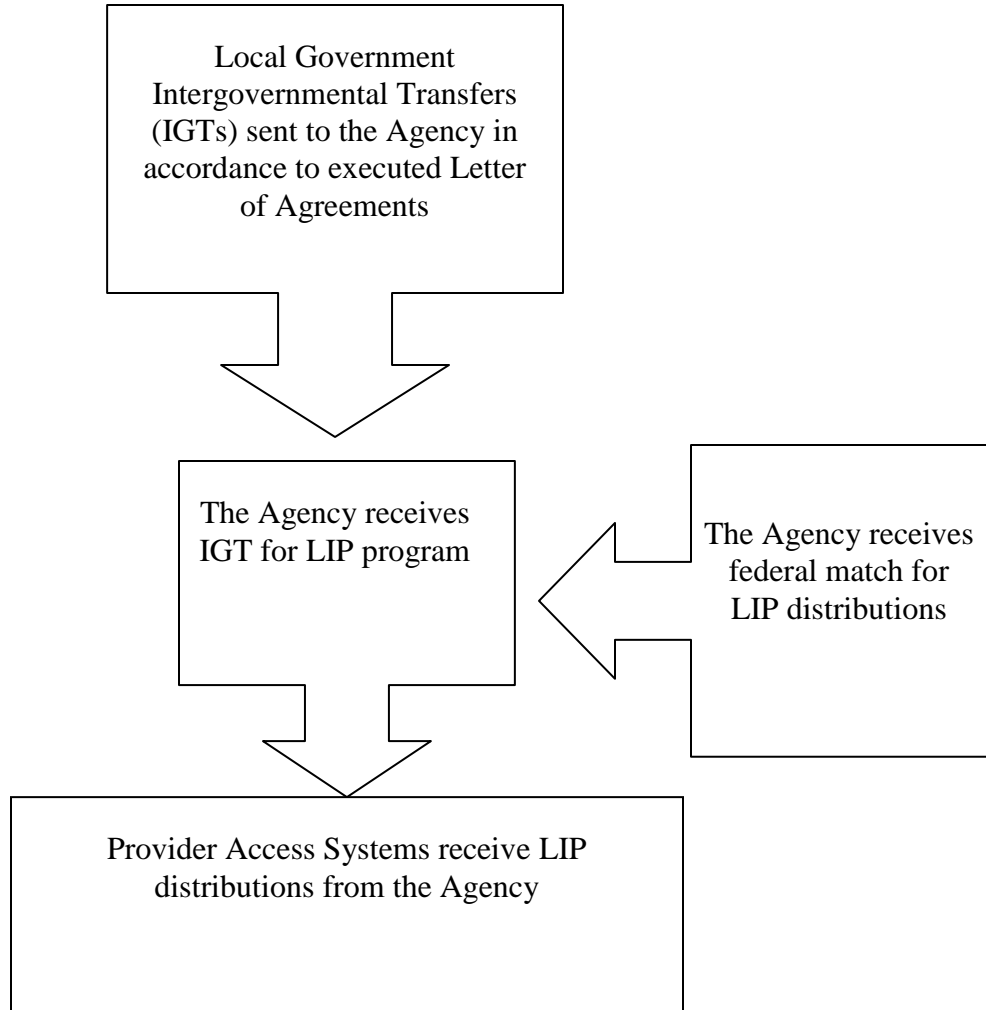 Local Government
Intergovernmental Transfers
(IGTs) sent to the Agency in
accordance to executed Letter
of Agreements
The Agency receives
IGT for LIP program
The Agency receives
federal match for
LIP distributions
Provider Access Systems receive LIP
distributions from the Agency